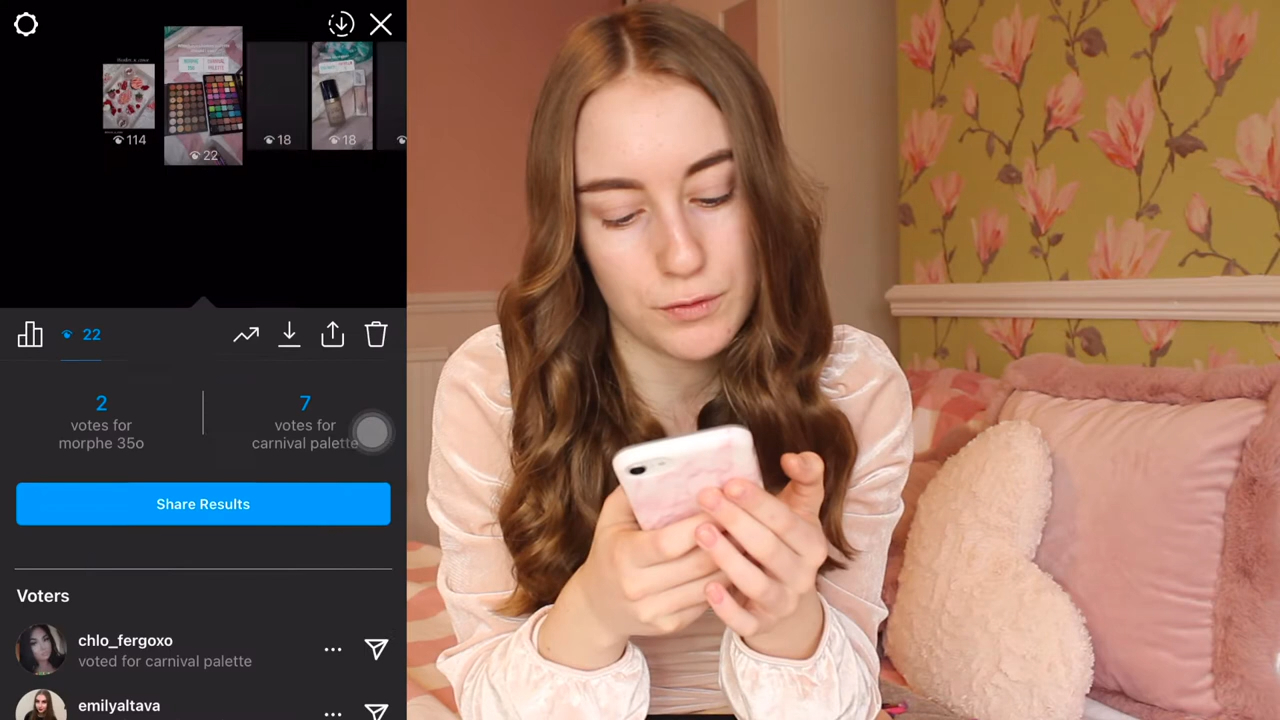 114
22
18
18
22
2
votes for
morphe 35o
7
votes for
carnival palette
Share Results
Voters
chlo_fergoxo
voted for carnival palette
emilyaltava